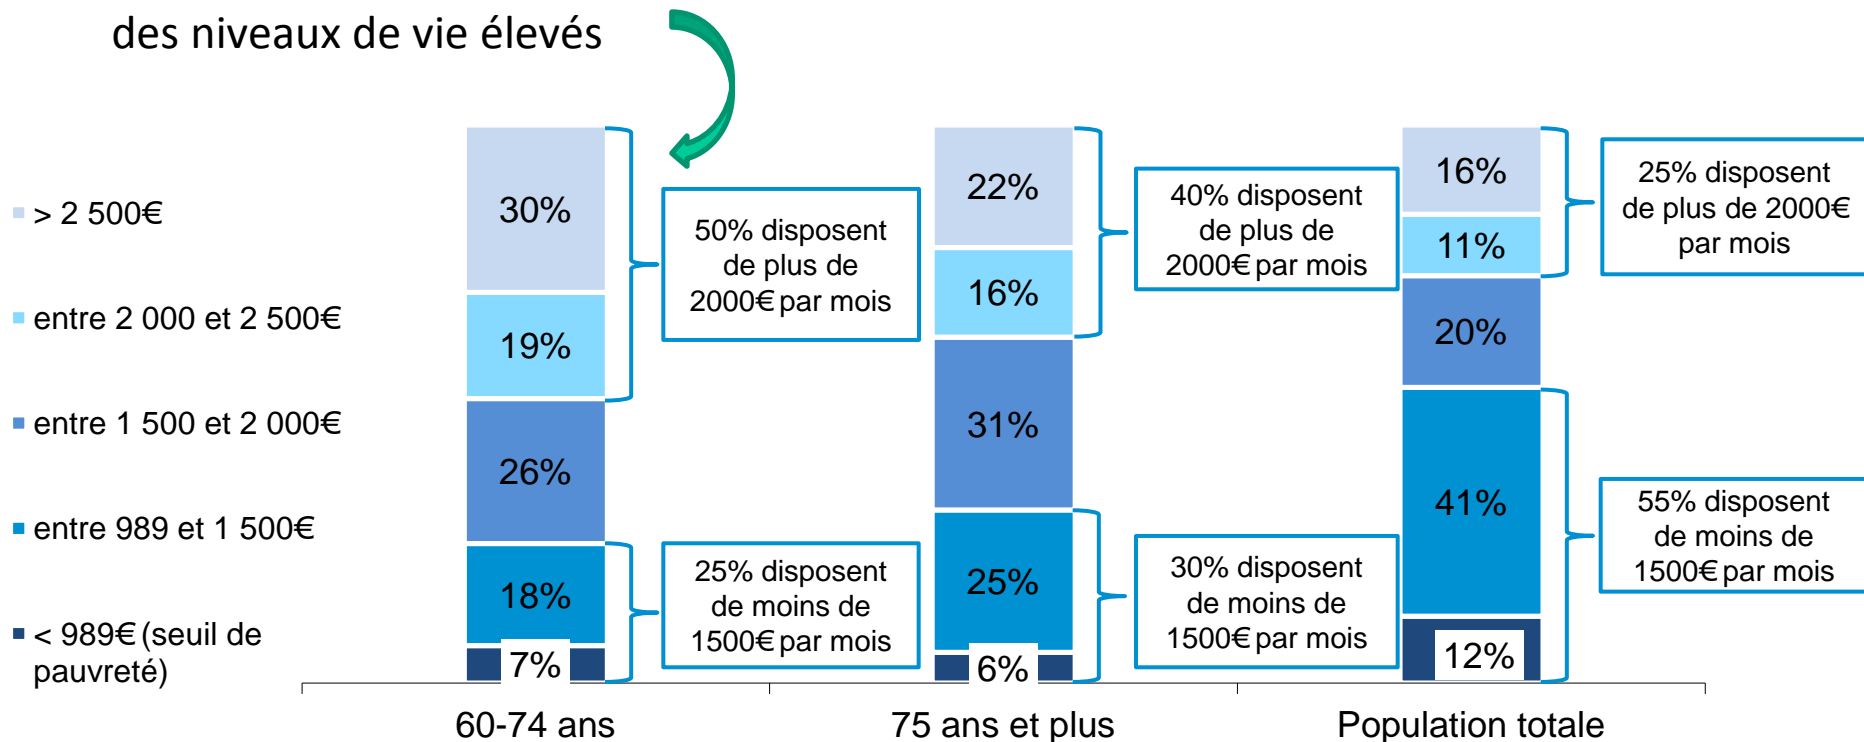 des niveaux de vie élevés
> 2 500€
entre 2 000 et 2 500€
entre 1 500 et 2 000€
entre 989 et 1 500€
< 989€ (seuil de
pauvreté)
30%
19%
26%
18%
7%
50% disposent
de plus de
2000€ par mois
25% disposent
de moins de
1500€ par mois
22%
16%
31%
25%
6%
40% disposent
de plus de
2000€ par mois
30% disposent
de moins de
1500€ par mois
16%
11%
20%
41%
12%
25% disposent
de plus de 2000€
par mois
55% disposent
de moins de
1500€ par mois
60-74 ans
75 ans et plus
Population totale